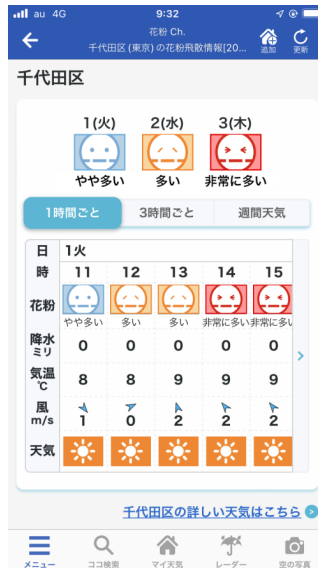 au 4G 9:32
花粉 Ch.
千代田区 (東京) の花粉飛散情報[20...
追加 更新
千代田区
1(火) 2(水) 3(木)
やや多い 多い 非常に多い
1時間ごと 3時間ごと 週間天気
日 1火
時 11 12 13 14 15
花粉 やや多い 多い 多い 非常に多い 非常に多い
降水 ミリ 0 0 0 0 0
気温 ℃ 8 8 9 9 9
風 m/s 1 0 2 2 2
天気
千代田区の詳しい天気はこちら
メニュー ココ検索 マイ天気 レーダー 空の写真